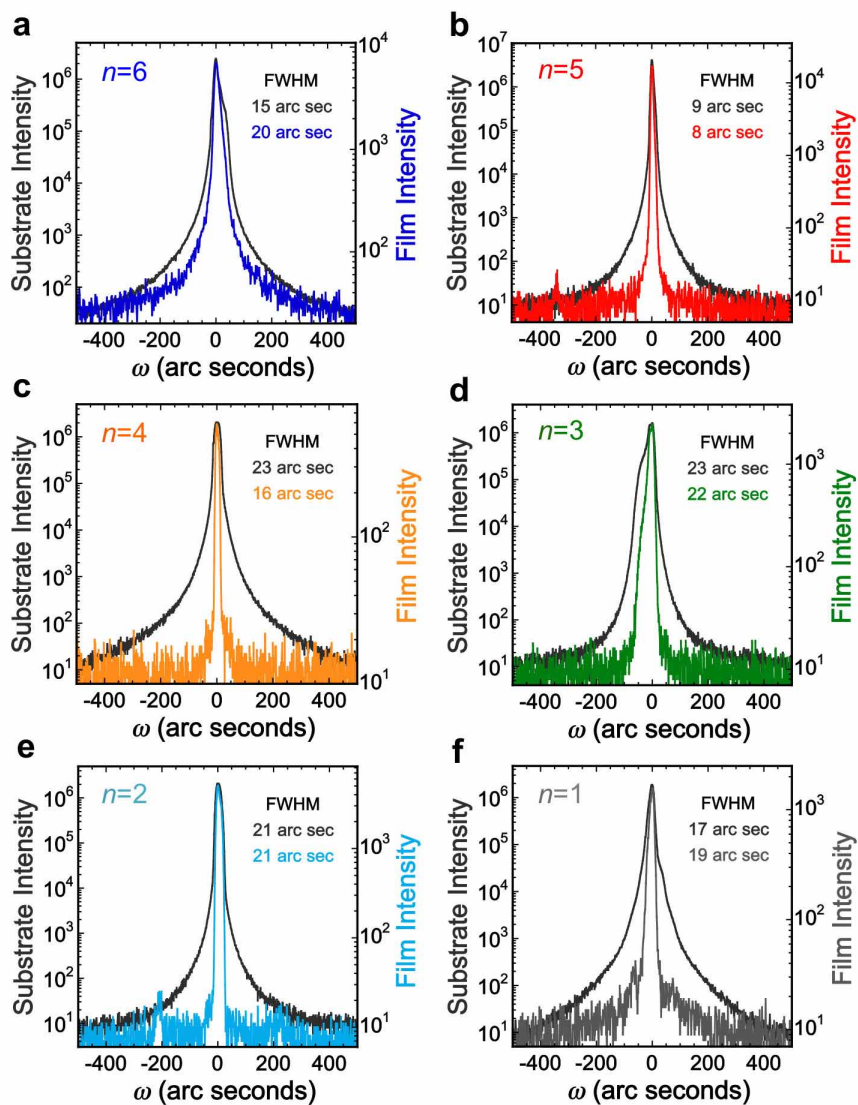 a
n=6
FWHM
15 arc sec
20 arc sec
Substrate Intensity
10^6
10^5
10^4
10^3
10^2
Film Intensity
10^4
10^3
10^2
-400 -200 0 200 400
ω (arc seconds)
b
n=5
FWHM
9 arc sec
8 arc sec
Substrate Intensity
10^7
10^6
10^5
10^4
10^3
10^2
10^1
Film Intensity
10^4
10^3
10^2
10^1
-400 -200 0 200 400
ω (arc seconds)
c
n=4
FWHM
23 arc sec
16 arc sec
Substrate Intensity
10^6
10^5
10^4
10^3
10^2
10^1
Film Intensity
10^2
10^1
-400 -200 0 200 400
ω (arc seconds)
d
n=3
FWHM
23 arc sec
22 arc sec
Substrate Intensity
10^6
10^5
10^4
10^3
10^2
10^1
Film Intensity
10^3
10^2
10^1
-400 -200 0 200 400
ω (arc seconds)
e
n=2
FWHM
21 arc sec
21 arc sec
Substrate Intensity
10^6
10^5
10^4
10^3
10^2
10^1
Film Intensity
10^3
10^2
10^1
-400 -200 0 200 400
ω (arc seconds)
f
n=1
FWHM
17 arc sec
19 arc sec
Substrate Intensity
10^6
10^5
10^4
10^3
10^2
10^1
Film Intensity
10^3
10^2
10^1
-400 -200 0 200 400
ω (arc seconds)